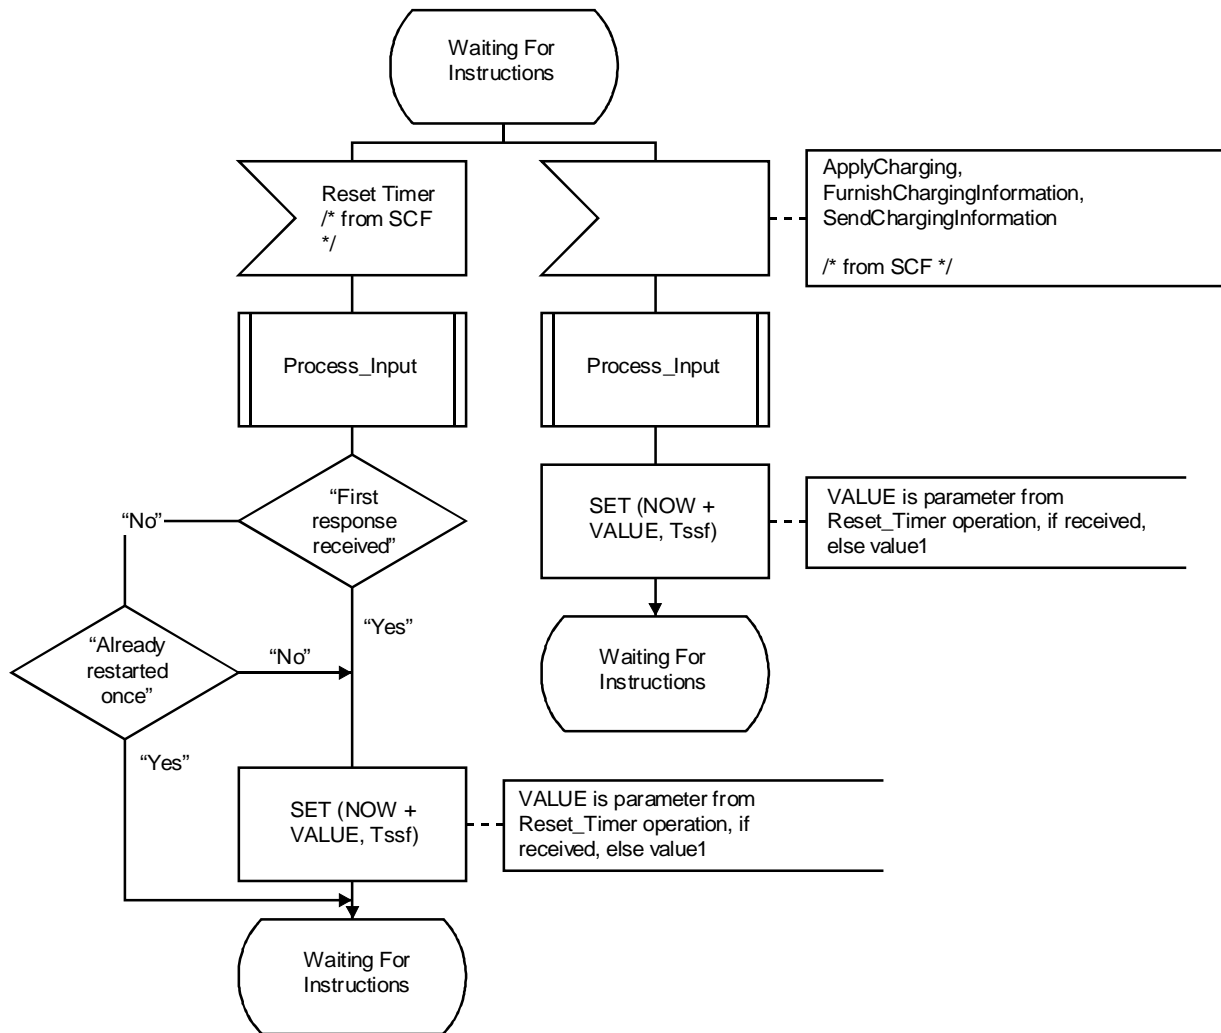 Waiting For
Instructions
Reset Timer
/* from SCF
*/
ApplyCharging,
FurnishChargingInformation,
SendChargingInformation
/* from SCF */
Process_Input
Process_Input
“First
response
received”
“No”
“Yes”
SET (NOW +
VALUE, Tssf)
VALUE is parameter from
Reset_Timer operation, if received,
else value1
“Already
restarted
once”
“No”
“Yes”
Waiting For
Instructions
SET (NOW +
VALUE, Tssf)
VALUE is parameter from
Reset_Timer operation, if
received, else value1
Waiting For
Instructions